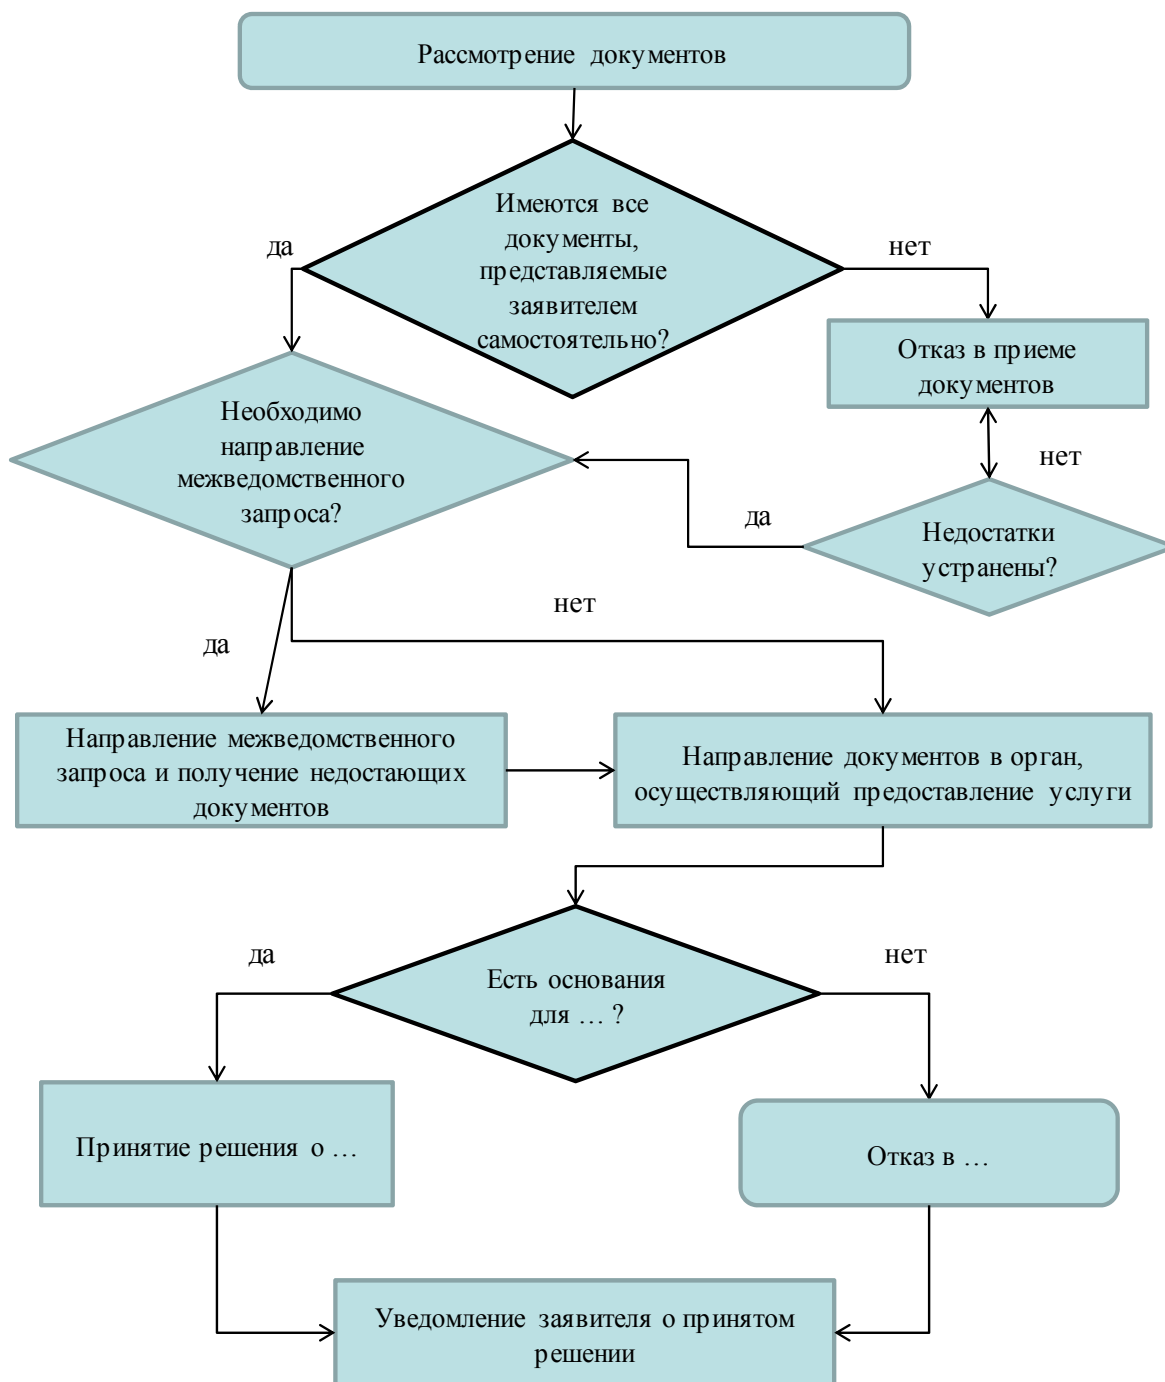 Рассмотрение документов
Имеются все
документы,
представляемые
заявителем
самостоятельно?
да
нет
Отказ в приеме
документов
Необходимо
направление
межведомственного
запроса?
нет
да
Недостатки
устранены?
нет
да
Направление межведомственного
запроса и получение недостающих
документов
Направление документов в орган,
осуществляющий предоставление услуги
да
нет
Есть основания
для … ?
Принятие решения о …
Отказ в …
Уведомление заявителя о принятом
решении